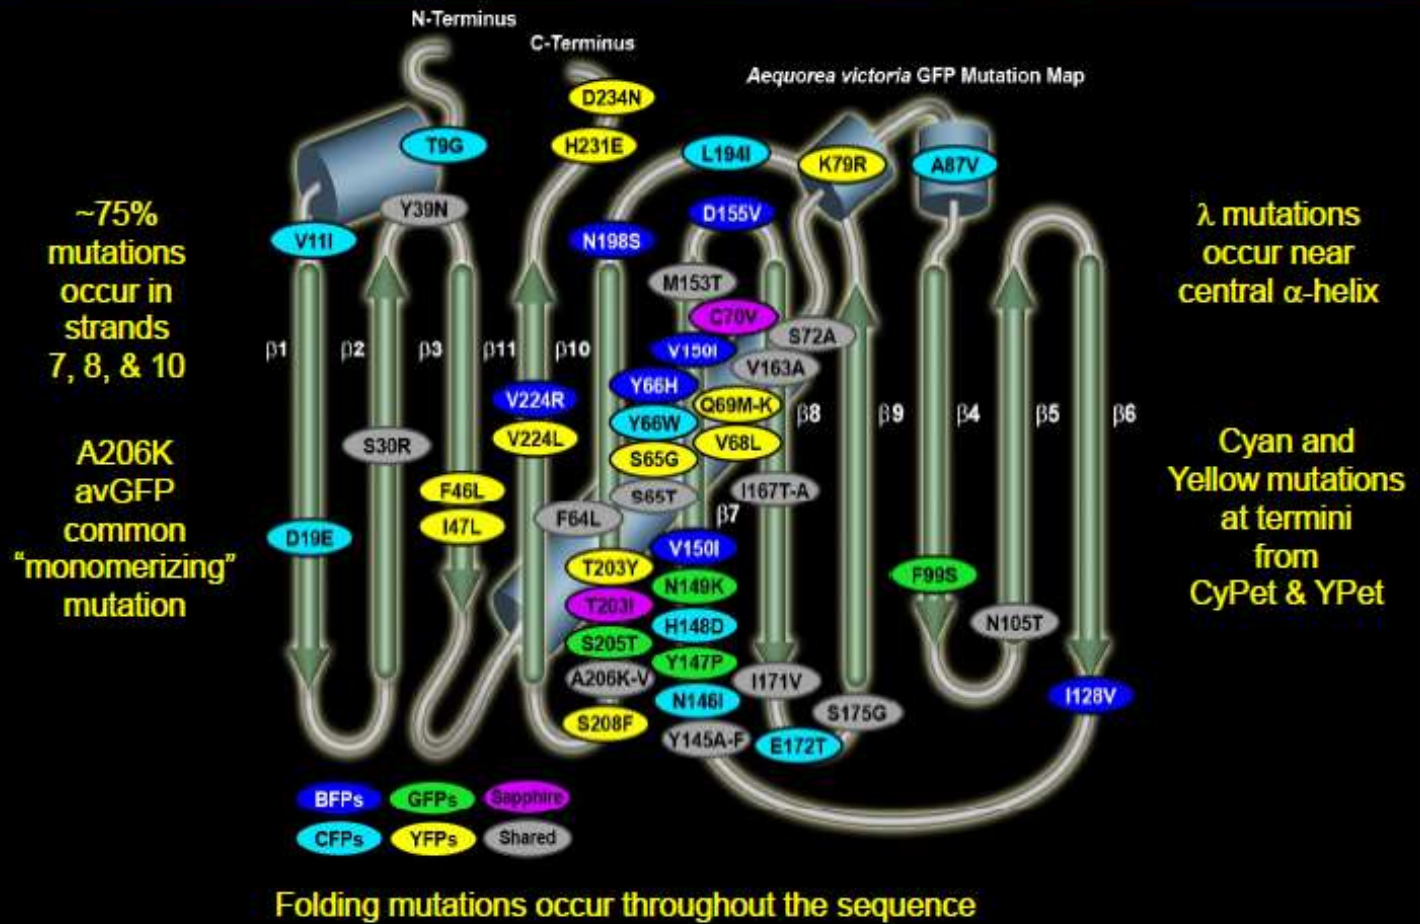 N-Terminus
C-Terminus
Aequorea victoria GFP Mutation Map
D234N
T9G
H231E
L194I
K79R
A87V
Y39N
D155V
V11I
N198S
M153T
C70V
S72A
V150I
V163A
β1
β2
β3
β11
β10
Y66H
Q69M-K
V224R
Y66W
β8
β9
β4
β5
β6
V224L
V68L
S30R
S65G
F46L
S65T
I167T-A
I47L
F64L
β7
D19E
V150I
T203Y
N149K
F99S
T203I
H148D
N105T
S205T
Y147P
A206K-V
N146I
I171V
I128V
S208F
Y145A-F
E172T
S175G
~75%
mutations
occur in
strands
7, 8, & 10
A206K
avGFP
common
"monomerizing"
mutation
λ mutations
occur near
central α-helix
Cyan and
Yellow mutations
at termini
from
CyPet & YPet
BFPs
GFPs
Sapphire
CFPs
YFPs
Shared
Folding mutations occur throughout the sequence